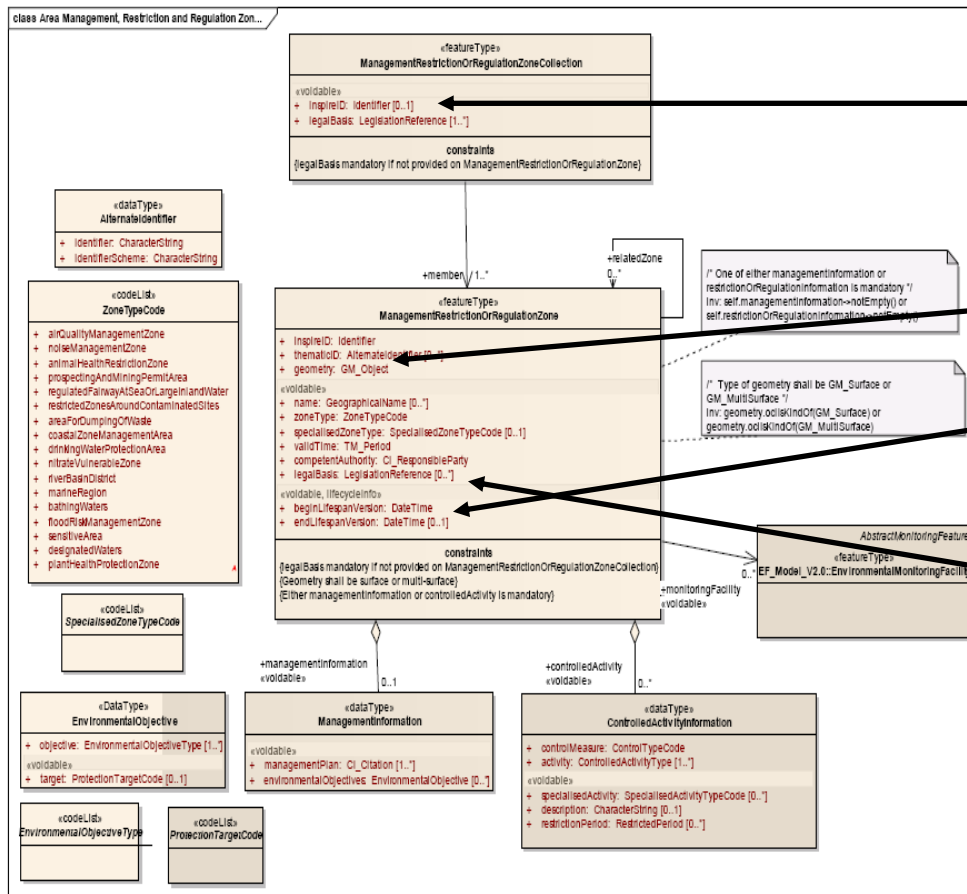 class Area Management, Restriction and Regulation Zon...
«featureType»
ManagementRestrictionOrRegulationZoneCollection
«voidable»
+ inspireID: Identifier [0..1]
+ legalBasis: LegislationReference [1..*]
constraints
{legalBasis mandatory if not provided on ManagementRestrictionOrRegulationZone}
«dataType»
AlternateIdentifier
+ identifier: CharacterString
+ identifierScheme: CharacterString
+member
1..*
+relatedZone
0..*
/* One of either managementInformation or
restrictionOrRegulationInformation is mandatory */
Inv: self.managementInformation->notEmpty() or
self.restrictionOrRegulationInformation->notEmpty()
«codeList»
ZoneTypeCode
+ airQualityManagementZone
+ noiseManagementZone
+ animalHealthRestrictionZone
+ prospectingAndMiningPermitArea
+ regulatedFairwayAtSeaOrLargeInlandWater
+ restrictedZonesAroundContaminatedSites
+ areaForDumpingOfWaste
+ coastalZoneManagementArea
+ drinkingWaterProtectionArea
+ nitrateVulnerableZone
+ riverBasinDistrict
+ marineRegion
+ bathingWaters
+ floodRiskManagementZone
+ sensitiveArea
+ designatedWaters
+ plantHealthProtectionZone
«featureType»
ManagementRestrictionOrRegulationZone
+ inspireID: Identifier
+ thematicID: AlternateIdentifier [0..*]
+ geometry: GM_Object
«voidable»
+ name: GeographicalName [0..*]
+ zoneType: ZoneTypeCode
+ specialisedZoneType: SpecialisedZoneTypeCode [0..1]
+ validTime: TM_Period
+ competentAuthority: CI_ResponsibleParty
+ legalBasis: LegislationReference [0..*]
«voidable, lifecycleInfo»
+ beginLifespanVersion: DateTime
+ endLifespanVersion: DateTime [0..1]
constraints
{legalBasis mandatory if not provided on ManagementRestrictionOrRegulationZoneCollection}
{Geometry shall be surface or multi-surface}
{Either managementInformation or controlledActivity is mandatory}
/* Type of geometry shall be GM_Surface or
GM_MultiSurface */
Inv: geometry.oclIsKindOf(GM_Surface) or
geometry.oclIsKindOf(GM_MultiSurface)
AbstractMonitoringFeature
«featureType»
EF_Model_V2.0::EnvironmentalMonitoringFacility
0..*
+monitoringFacility
«voidable»
«codeList»
SpecialisedZoneTypeCode
+managementInformation
«voidable»
0..1
+controlledActivity
«voidable»
0..*
«DataType»
EnvironmentalObjective
+ objective: EnvironmentalObjectiveType [1..*]
«voidable»
+ target: ProtectionTargetCode [0..1]
«dataType»
ManagementInformation
«voidable»
+ managementPlan: CI_Citation [1..*]
+ environmentalObjectives: EnvironmentalObjective [0..*]
«dataType»
ControlledActivityInformation
+ controlMeasure: ControlTypeCode
+ activity: ControlledActivityType [1..*]
«voidable»
+ specialisedActivity: SpecialisedActivityTypeCode [0..*]
+ description: CharacterString [0..1]
+ restrictionPeriod: RestrictedPeriod [0..*]
«codeList»
EnvironmentalObjectiveType
«codeList»
ProtectionTargetCode